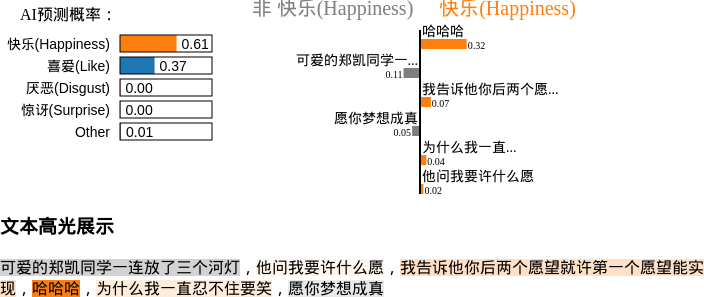 AI预测概率：
快乐(Happiness) 0.61
喜爱(Like) 0.37
厌恶(Disgust) 0.00
惊讶(Surprise) 0.00
Other 0.01
非 快乐(Happiness) 快乐(Happiness)
哈哈哈
0.32
可爱的郑凯同学一...
0.11
我告诉他你后两个愿...
0.07
愿你梦想成真
0.05
为什么我一直...
0.04
他问我要许什么愿
0.02
文本高光展示
可爱的郑凯同学一连放了三个河灯，他问我要许什么愿，我告诉他你后两个愿望就许第一个愿望能实
现，哈哈哈，为什么我一直忍不住要笑，愿你梦想成真